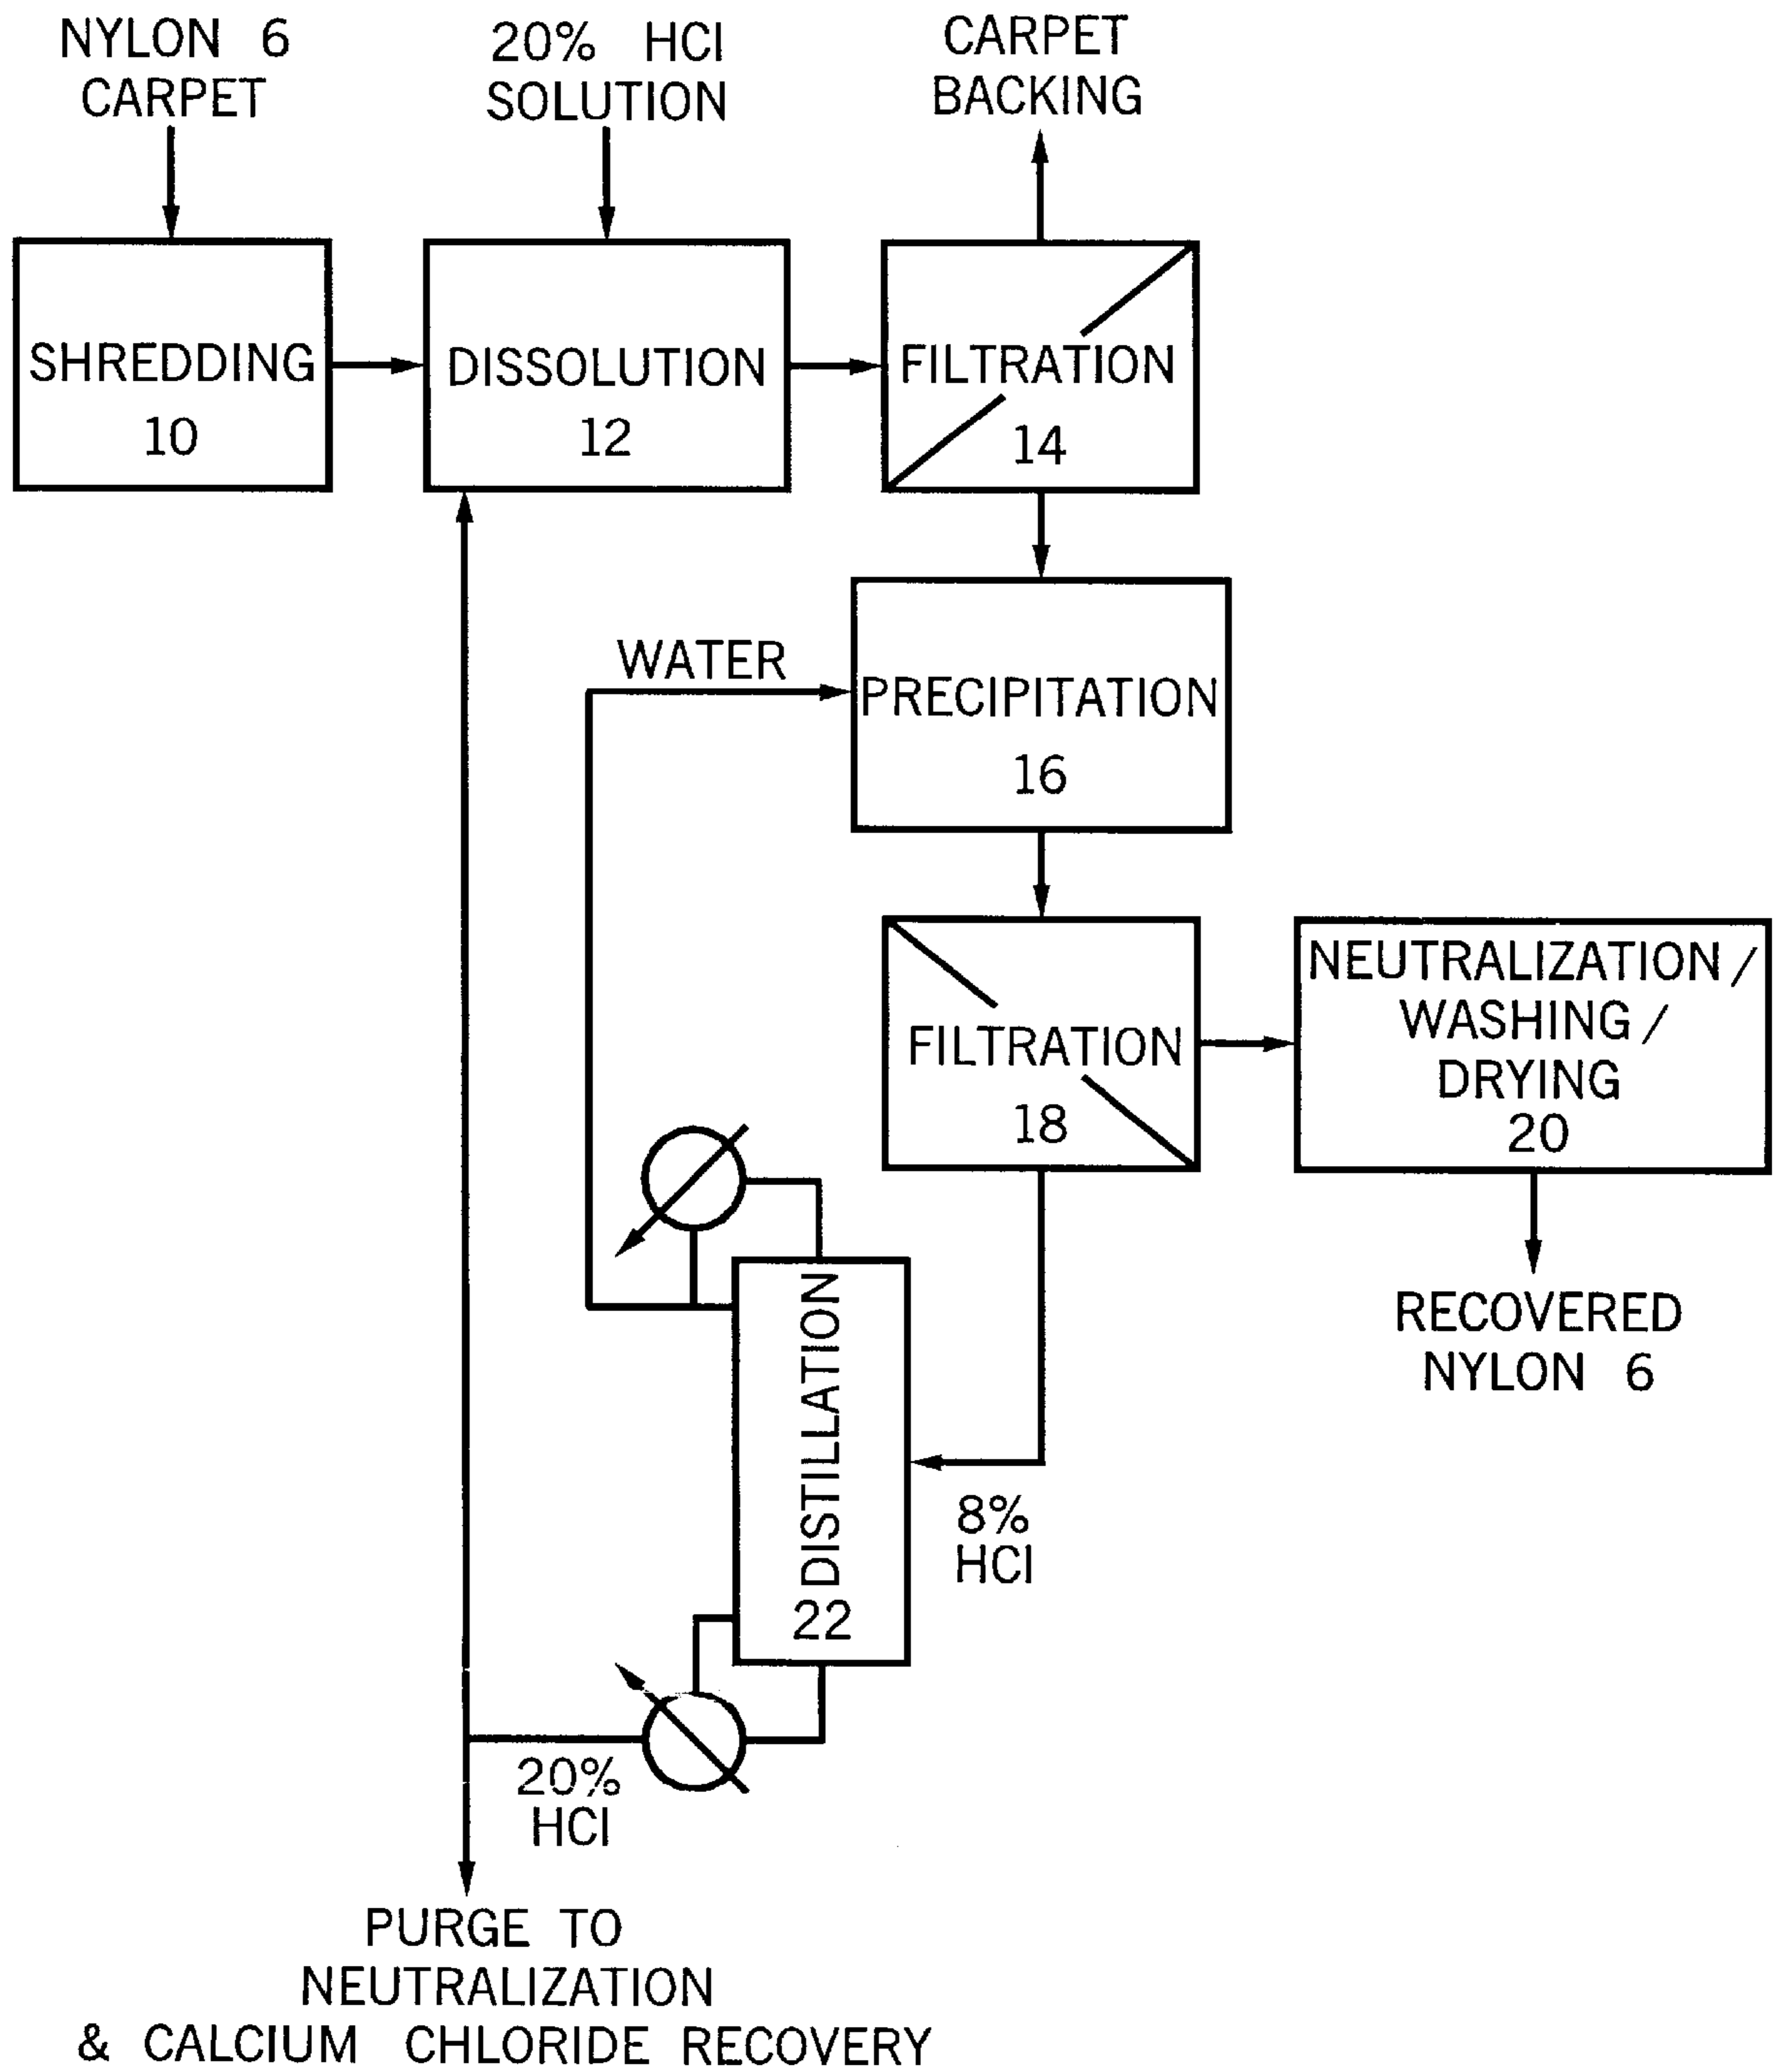 NYLON 6
CARPET
20% HCl
SOLUTION
CARPET
BACKING
SHREDDING
10
DISSOLUTION
12
FILTRATION
14
WATER
PRECIPITATION
16
FILTRATION
18
NEUTRALIZATION/
WASHING/
DRYING
20
RECOVERED
NYLON 6
DISTILLATION
22
8%
HCl
20%
HCl
PURGE TO
NEUTRALIZATION
& CALCIUM CHLORIDE RECOVERY